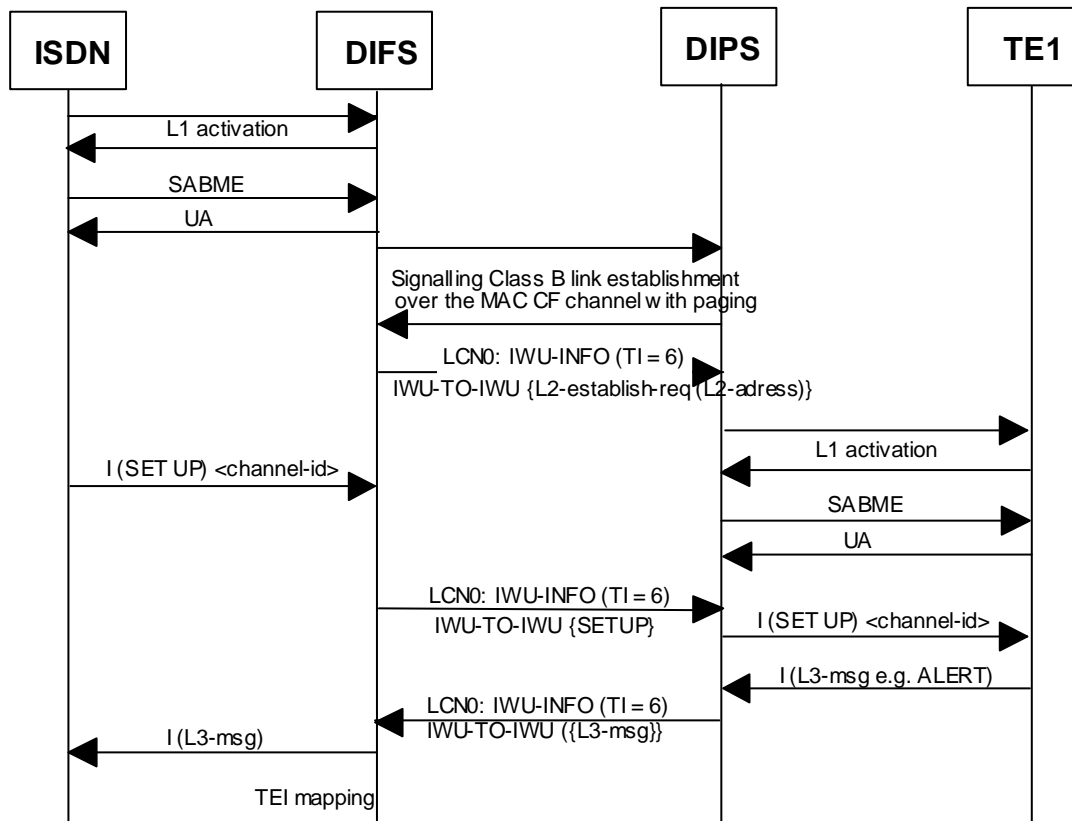 ISDN
DIFS
DIPS
TE1
L1 activation
SABME
UA
Signalling Class B link establishment
over the MAC CF channel with paging
LCN0: IWU-INFO (TI = 6)
IWU-TO-IWU {L2-establish-req (L2-adress)}
L1 activation
I (SET UP) <channel-id>
SABME
UA
LCN0: IWU-INFO (TI = 6)
IWU-TO-IWU {SETUP}
I (SET UP) <channel-id>
I (L3-msg e.g. ALERT)
LCN0: IWU-INFO (TI = 6)
IWU-TO-IWU ({L3-msg}}
I (L3-msg)
TEI mapping